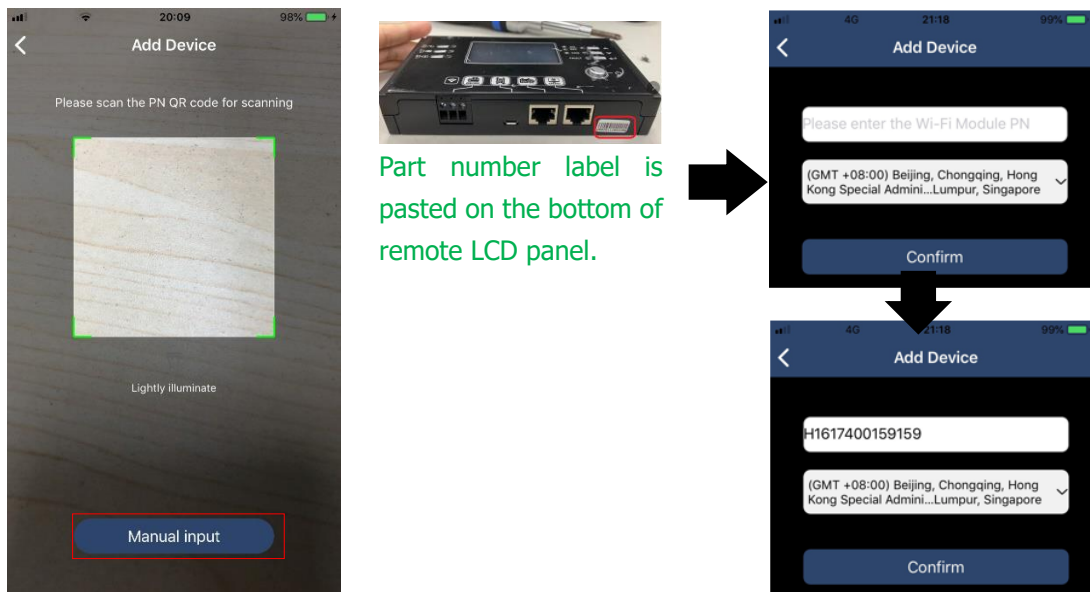 20:09
98%
Add Device
Please scan the PN QR code for scanning
Lightly illuminate
Manual input
Part number label is
pasted on the bottom of
remote LCD panel.
4G 21:18 99%
Add Device
Please enter the Wi-Fi Module PN
(GMT +08:00) Beijing, Chongqing, Hong
Kong Special Admini...Lumpur, Singapore
Confirm
4G 21:18 99%
Add Device
H1617400159159
(GMT +08:00) Beijing, Chongqing, Hong
Kong Special Admini...Lumpur, Singapore
Confirm